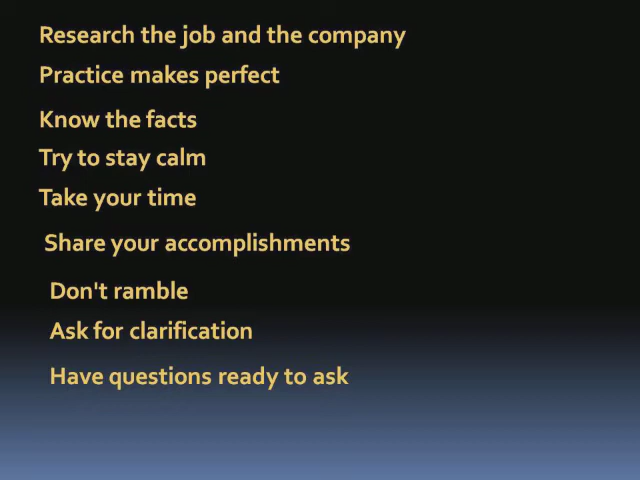 Research the job and the company
Practice makes perfect
Know the facts
Try to stay calm
Take your time
Share your accomplishments
Don't ramble
Ask for clarification
Have questions ready to ask